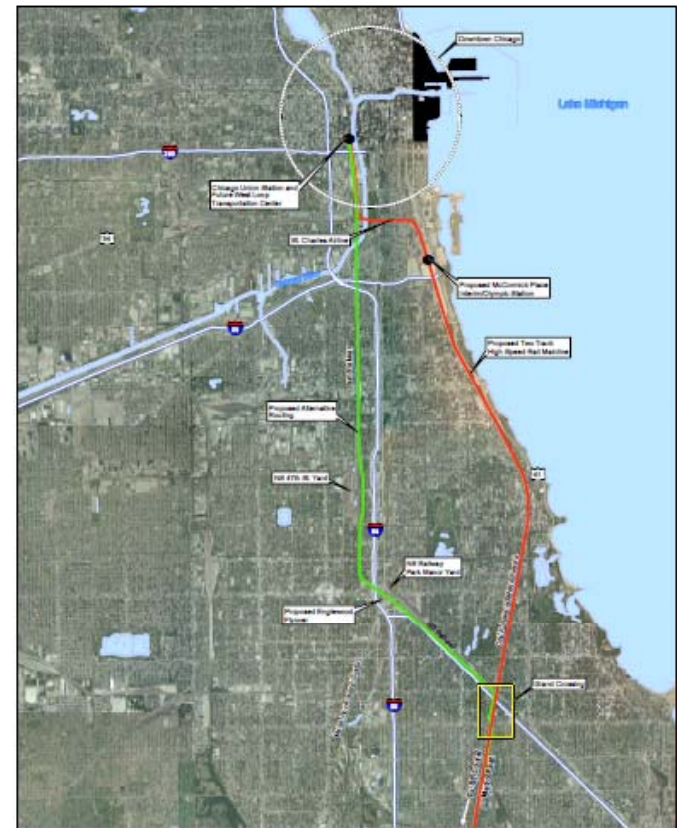 Downtown Chicago
Lake Michigan
Chicago Union Station and
Future West Loop
Transportation Center
St. Charles Airline
Proposed McCormick Place
Interim/Olympic Station
Proposed Two Track
High Speed Rail Mainline
Proposed Alternative
Routing
41
NS 47th St. Yard
NS Railway
Park Manor Yard
Proposed Englewood
Flyover
Grand Crossing